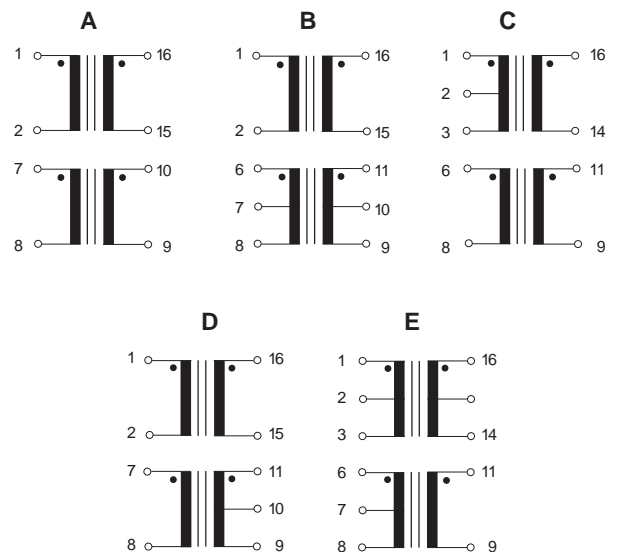 A B C
1 16 1 16 1 16
2
2 15 2 15 3 14
7 10 6 11 6 11
7 10
8 9 8 9 8 9
D E
1 16 1 16
2
2 15 3 14
7 11 6 11
10 7
8 9 8 9